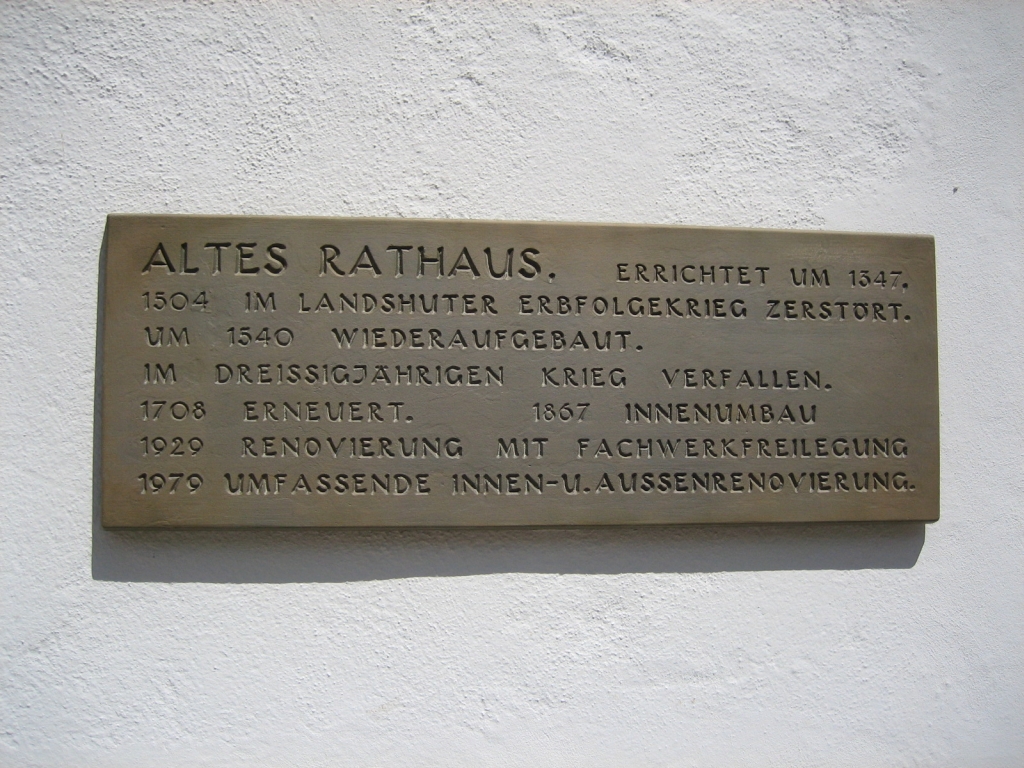 ALTES RATHAUS. ERRICHTET UM 1347.
1504 IM LANDSHUTER ERBFOLGEKRIEG ZERSTÖRT.
UM 1540 WIEDERAUFGEBAUT.
IM DREISSIGJÄHRIGEN KRIEG VERFALLEN.
1708 ERNEUERT. 1867 INNENUMBAU
1929 RENOVIERUNG MIT FACHWERKFREILEGUNG
1979 UMFASSENDE INNEN-U.AUSSENRENOVIERUNG.